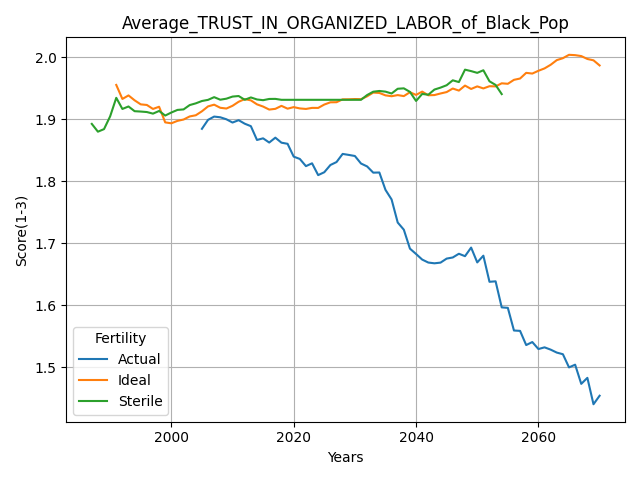 Average_TRUST_IN_ORGANIZED_LABOR_of_Black_Pop
2.0
1.9
1.8
1.7
1.6
1.5
Score(1-3)
Fertility
Actual
Ideal
Sterile
2000 2020 2040 2060
Years